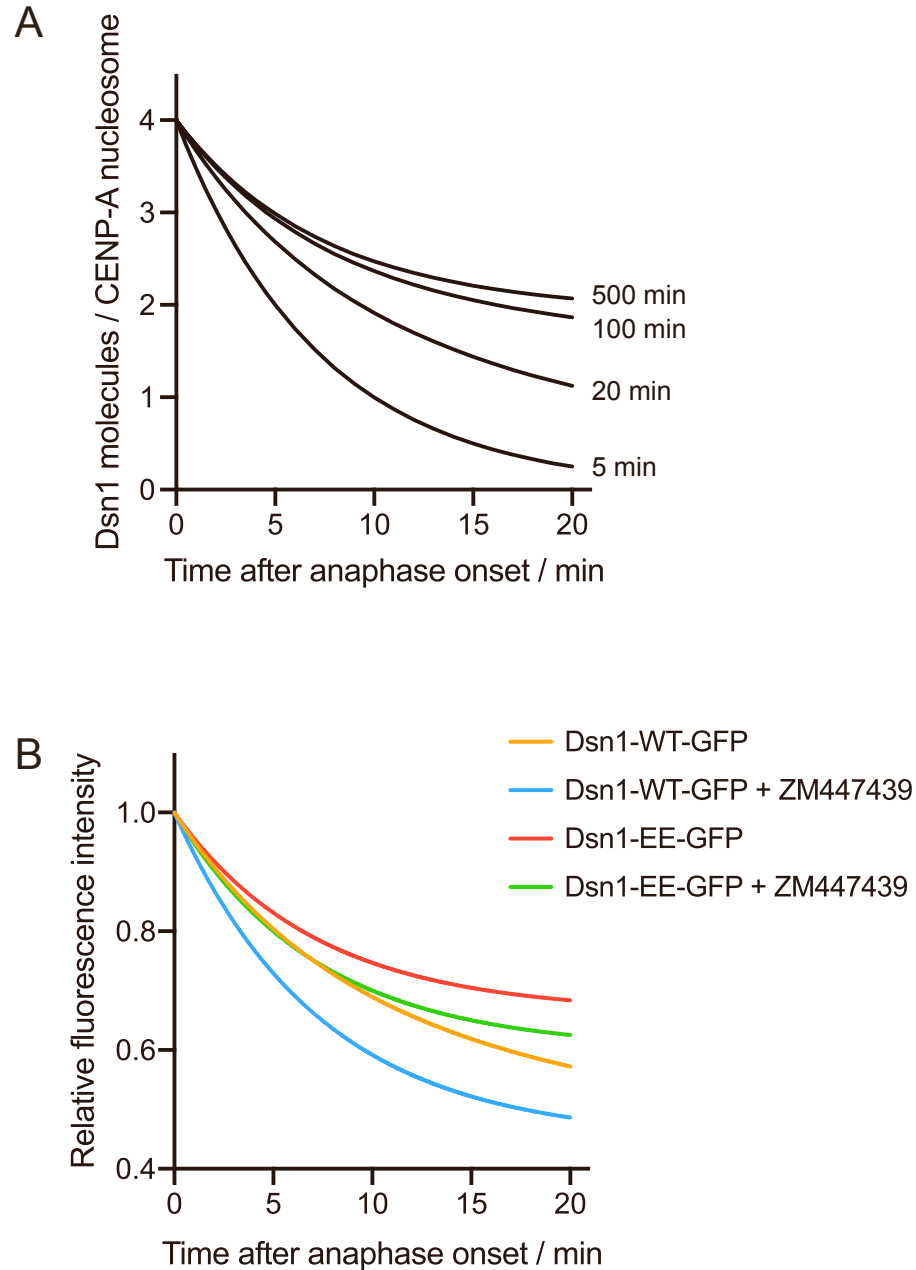 A
Dsn1 molecules / CENP-A nucleosome
4
3
2
1
0
500 min
100 min
20 min
5 min
0 5 10 15 20
Time after anaphase onset / min
B
Dsn1-WT-GFP
Dsn1-WT-GFP + ZM447439
Dsn1-EE-GFP
Dsn1-EE-GFP + ZM447439
Relative fluorescence intensity
1.0
0.8
0.6
0.4
0 5 10 15 20
Time after anaphase onset / min